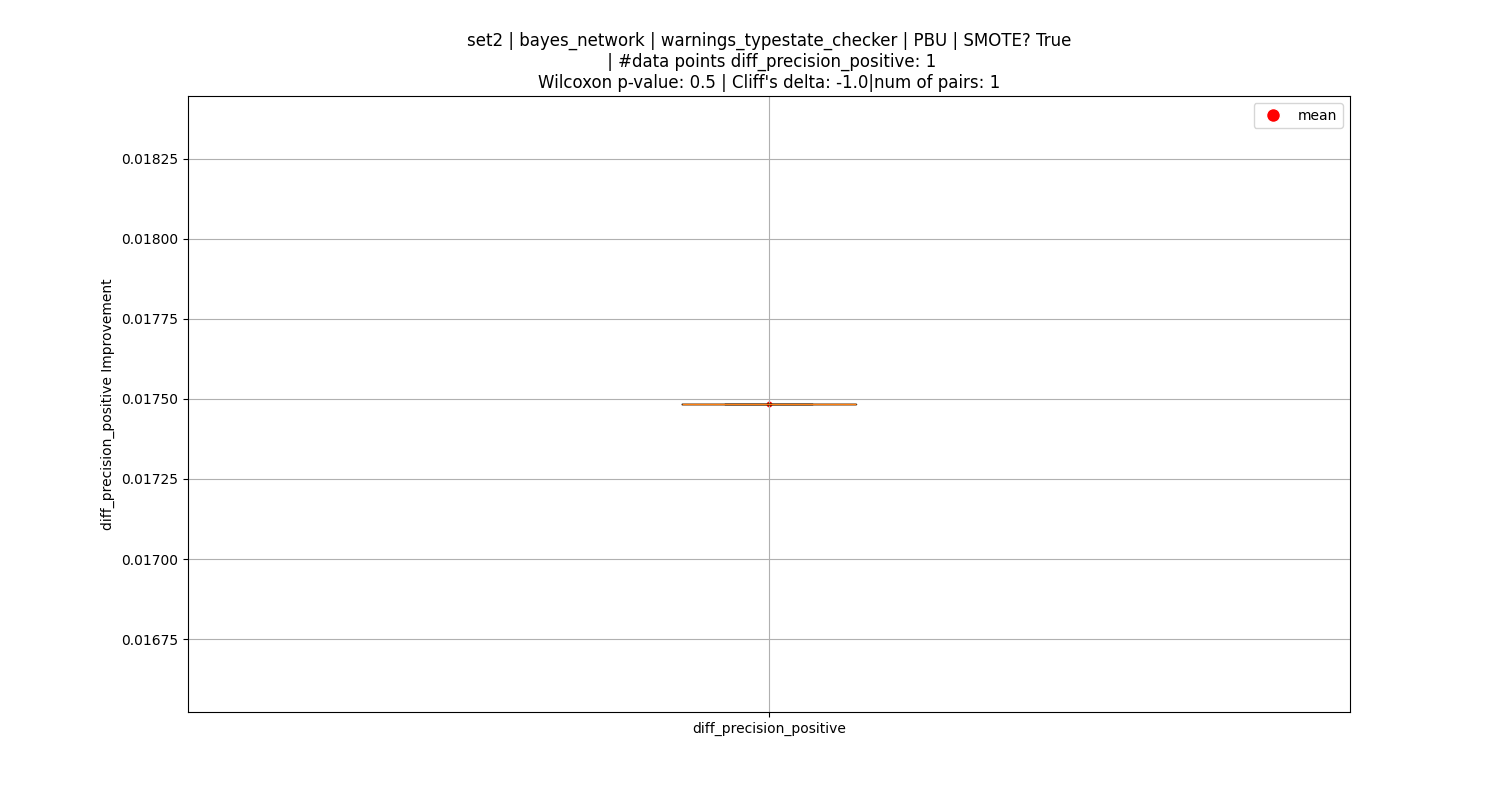 set2 | bayes_network | warnings_typestate_checker | PBU | SMOTE? True
| #data points diff_precision_positive: 1
Wilcoxon p-value: 0.5 | Cliff's delta: -1.0|num of pairs: 1
mean
0.01825
0.01800
0.01775
0.01750
0.01725
0.01700
0.01675
diff_precision_positive Improvement
diff_precision_positive